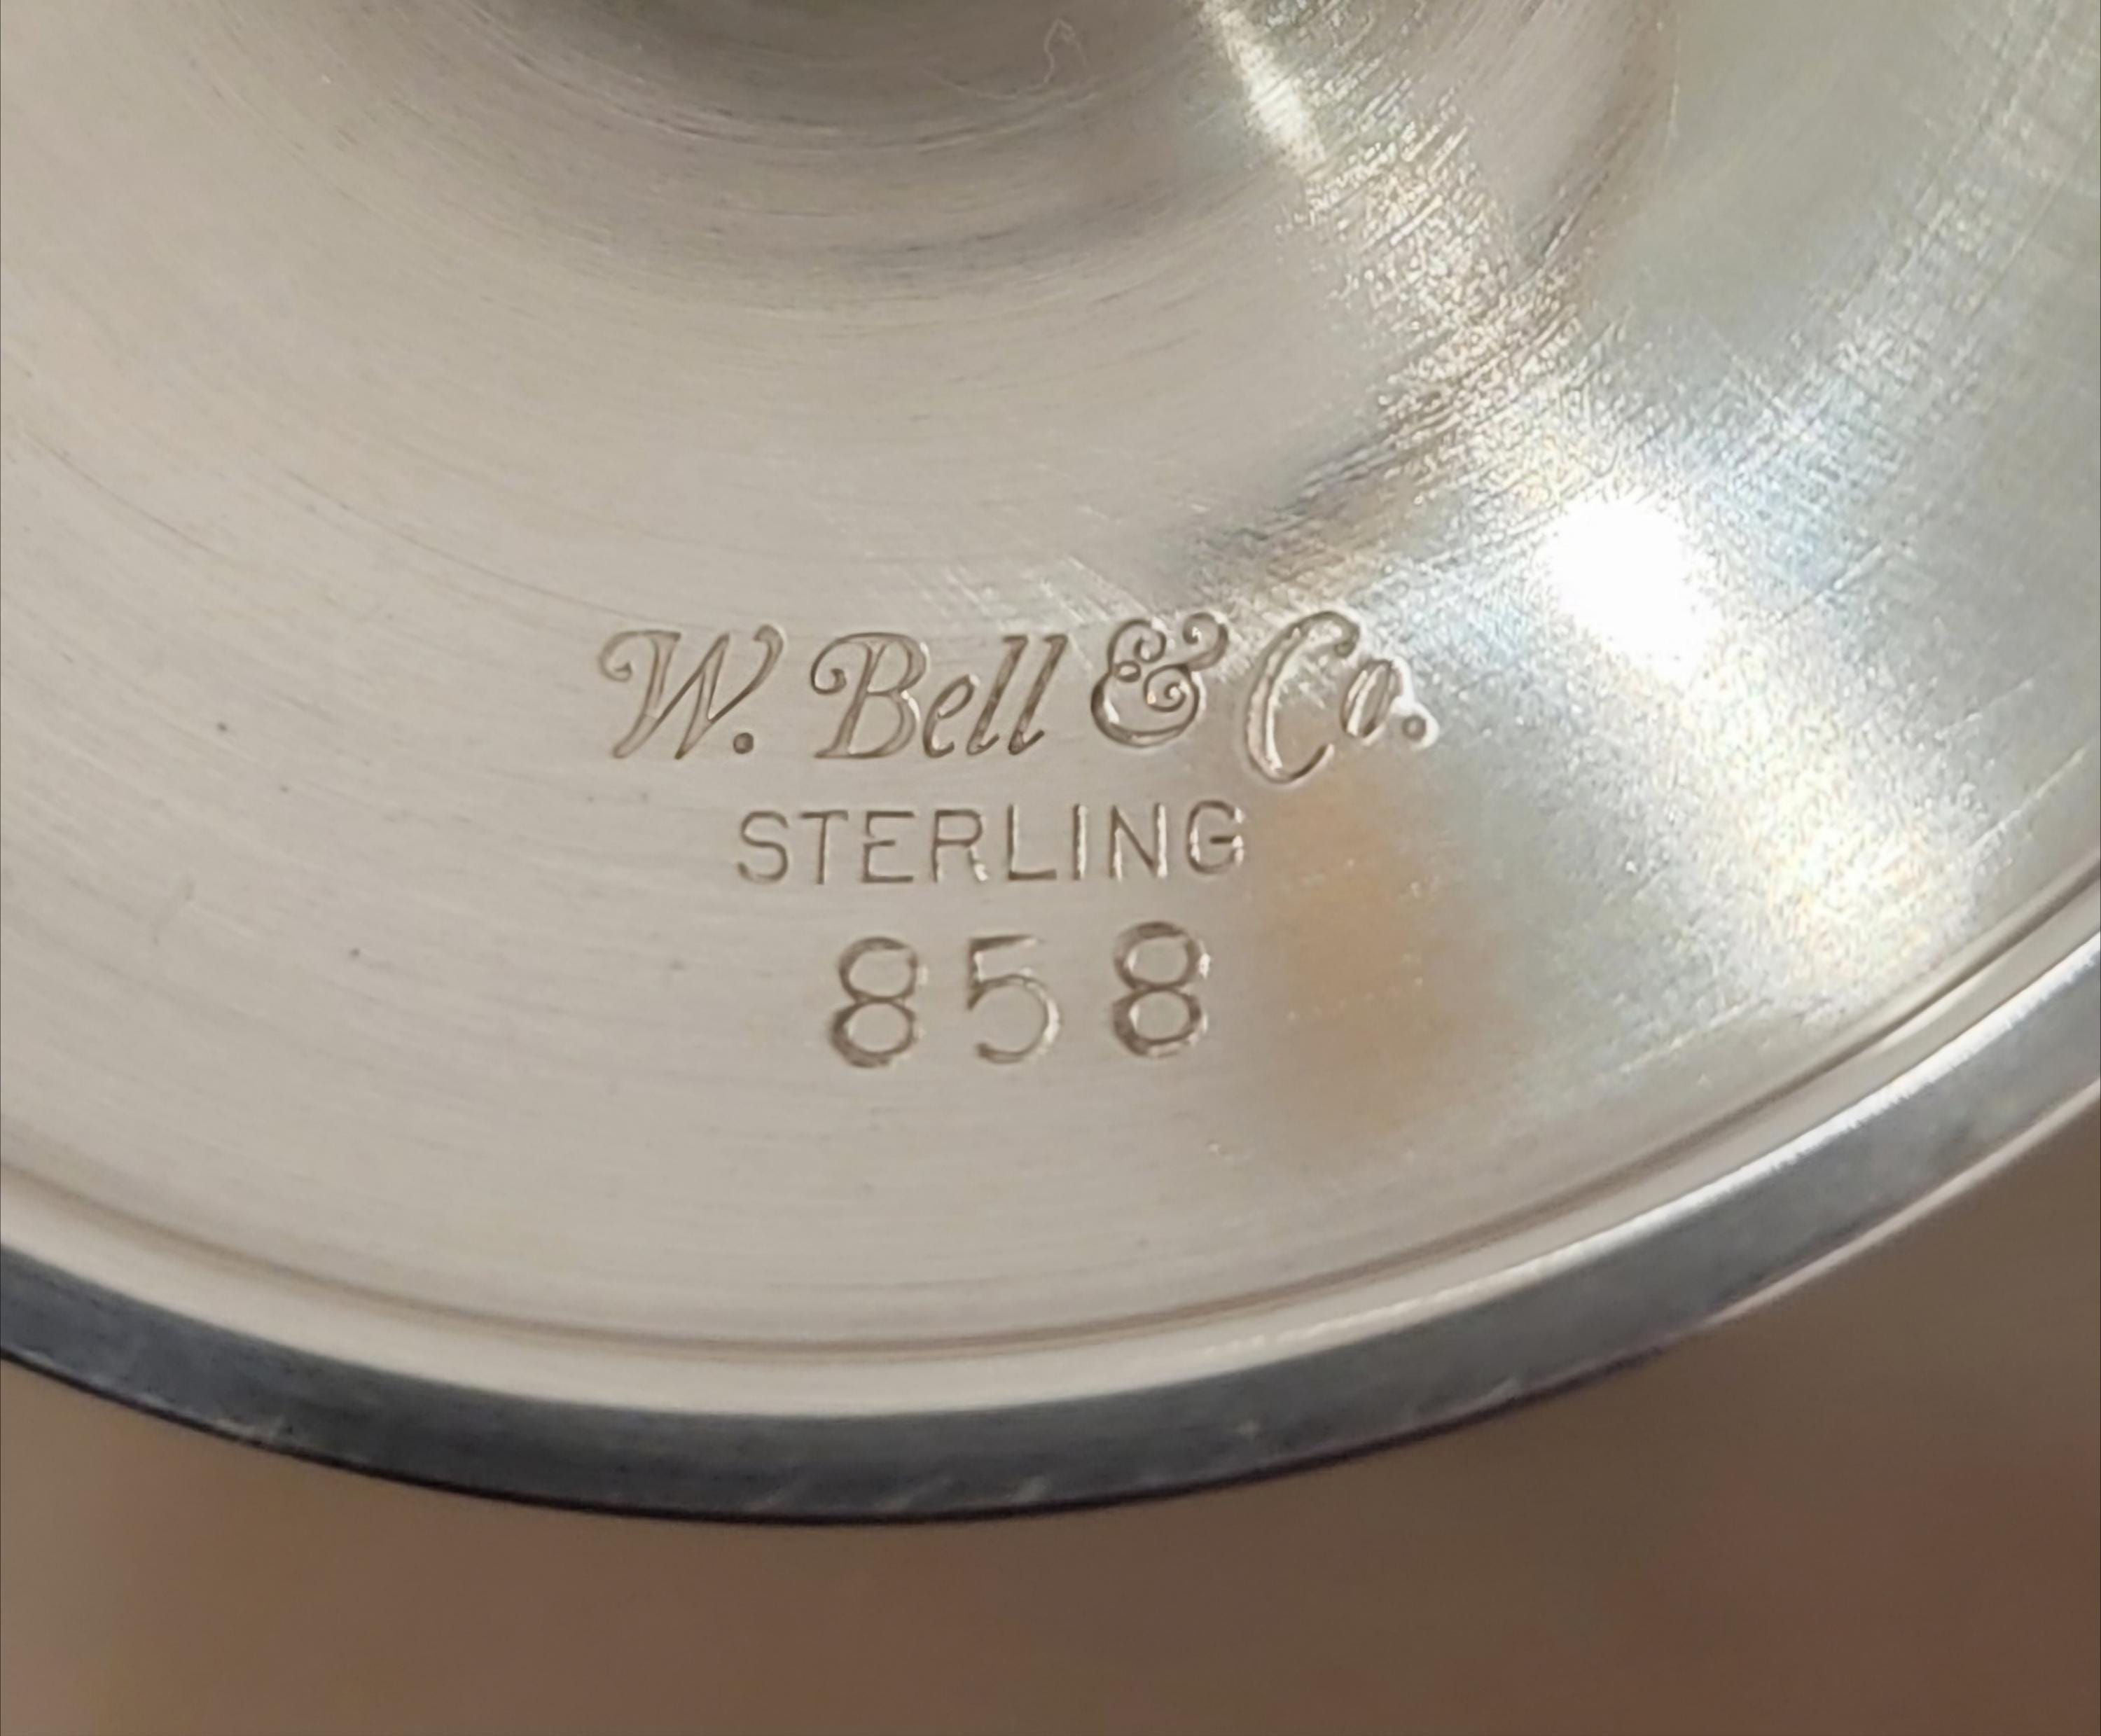 W. Bell & Co.
STERLING
858